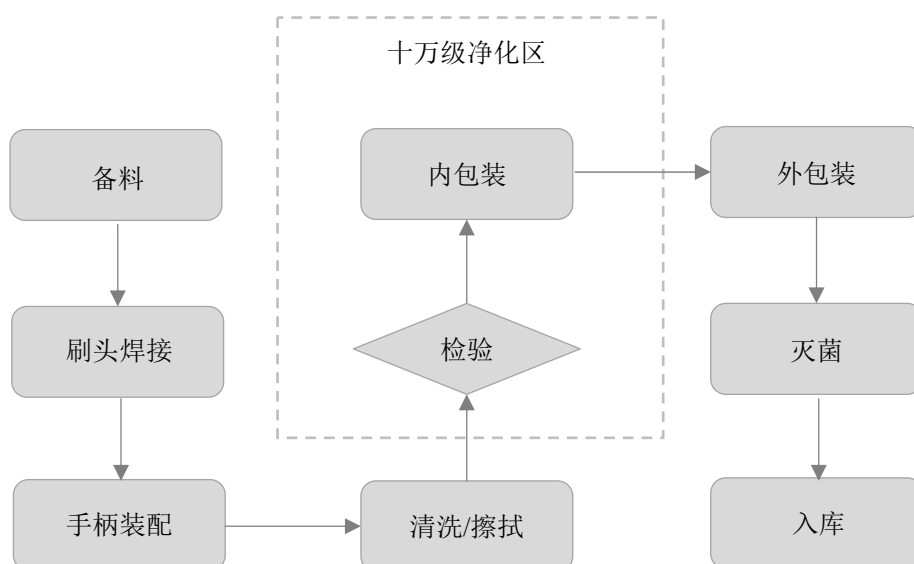 十万级净化区
备料
内包装
外包装
刷头焊接
检验
灭菌
手柄装配
清洗/擦拭
入库